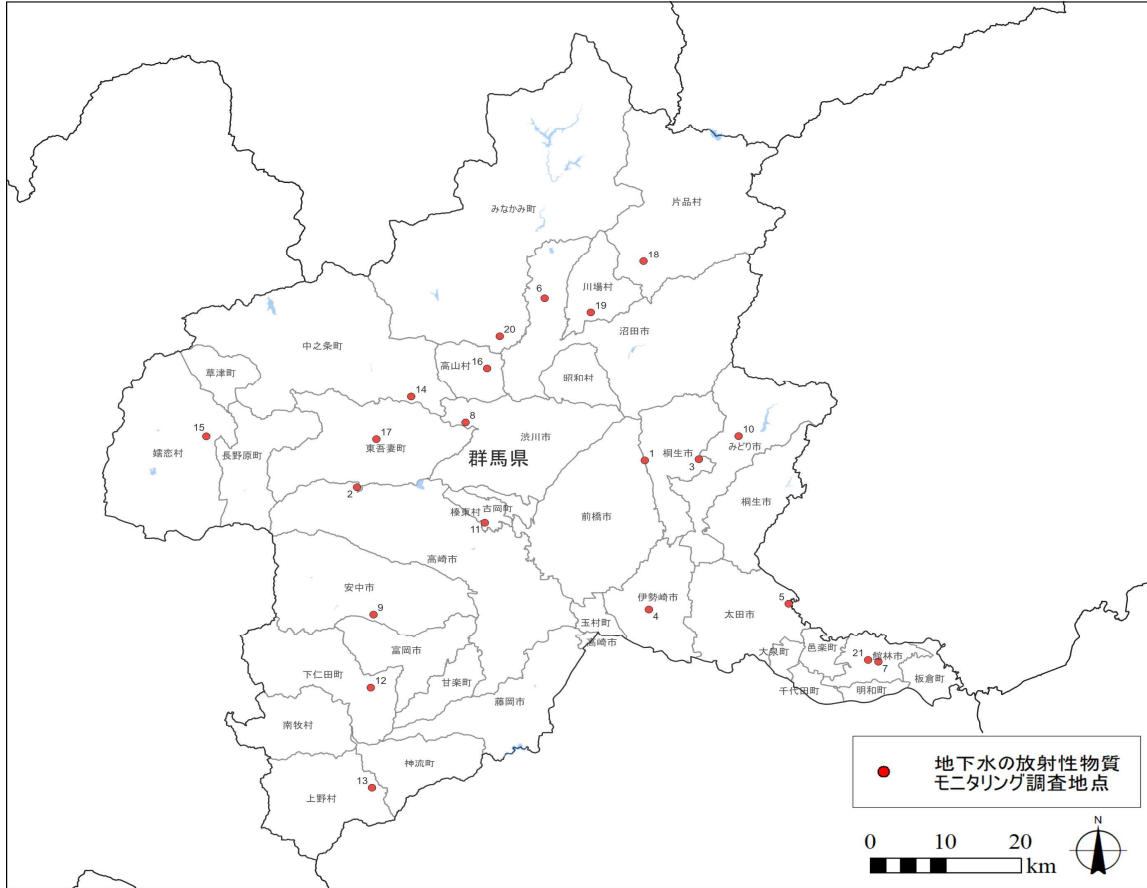 みなかみ町
片品村
18
6
川場村
19
20
沼田市
中之条町
高山村
16
草津町
昭和村
14
8
15
17
渋川市
10
嬬恋村
長野原町
東吾妻町
群馬県
1
桐生市
3
みどり市
2
桐生市
榛東村
吉岡町
11
前橋市
高崎市
安中市
9
伊勢崎市
4
太田市
5
玉村町
高崎市
富岡市
大泉町
邑楽町
21
館林市
7
下仁田町
12
甘楽町
板倉町
千代田町
明和町
藤岡市
南牧村
神流町
13
上野村
地下水の放射性物質
モニタリング調査地点
N
0 10 20
km